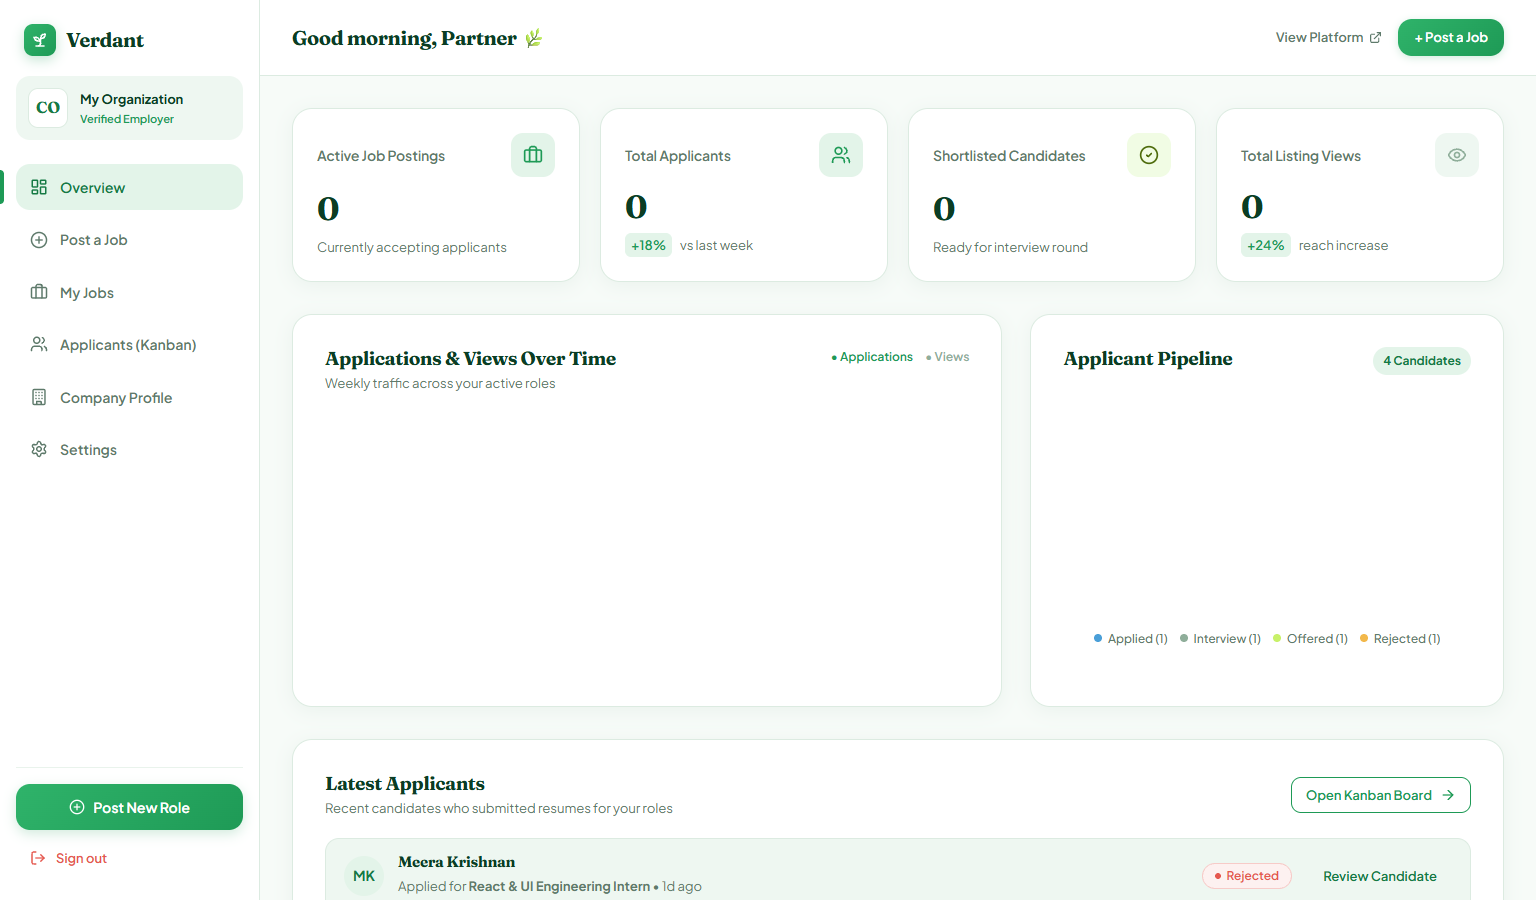 Verdant
CO
My Organization
Verified Employer
Overview
Post a Job
My Jobs
Applicants (Kanban)
Company Profile
Settings
Post New Role
Sign out
Good morning, Partner 🌿
View Platform
+ Post a Job
Active Job Postings
0
Currently accepting applicants
Total Applicants
0
+18% vs last week
Shortlisted Candidates
0
Ready for interview round
Total Listing Views
0
+24% reach increase
Applications & Views Over Time
Weekly traffic across your active roles
• Applications • Views
Applicant Pipeline
4 Candidates
Applied (1) Interview (1) Offered (1) Rejected (1)
Latest Applicants
Recent candidates who submitted resumes for your roles
Open Kanban Board
MK
Meera Krishnan
Applied for React & UI Engineering Intern • 1d ago
Rejected
Review Candidate